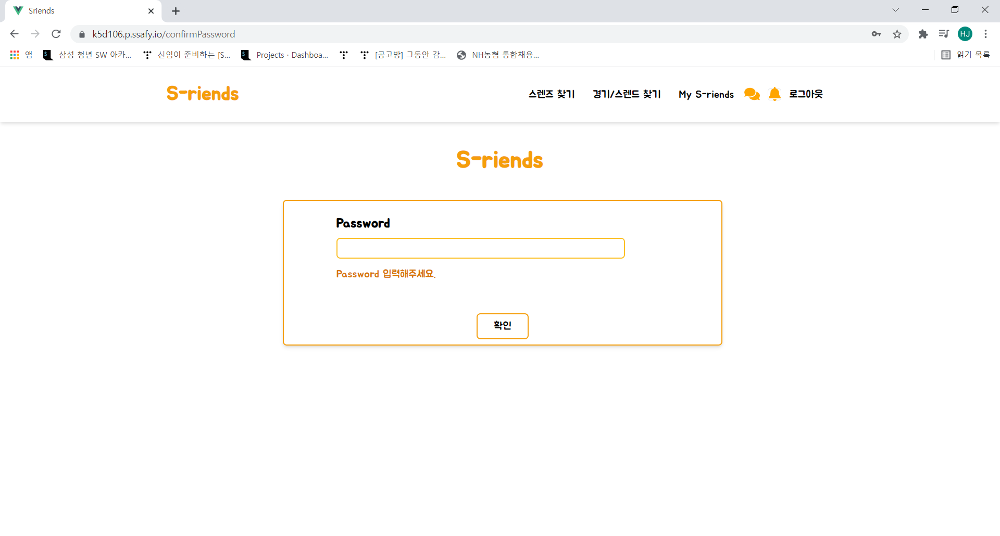 Sriends
k5d106.p.ssafy.io/confirmPassword
HJ
앱 삼성 청년 SW 아카... 신입이 준비하는 [S... Projects · Dashboa... [공고방] 그동안 감... NH농협 통합채용... 읽기 목록
S-riends 스렌즈 찾기 경기/스렌드 찾기 My S-riends 로그아웃
S-riends
Password
Password 입력해주세요.
확인